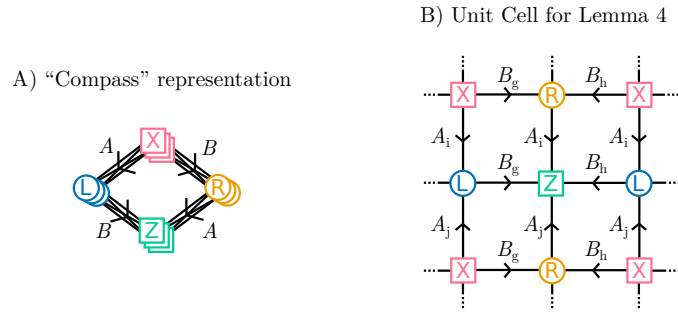 B) Unit Cell for Lemma 4
A) “Compass” representation
B_g B_h
X R X
A_i A_i A_i
B_g B_h
L Z L
A_j A_j A_j
B_g B_h
X R X
X
A B
L R
B A
Z